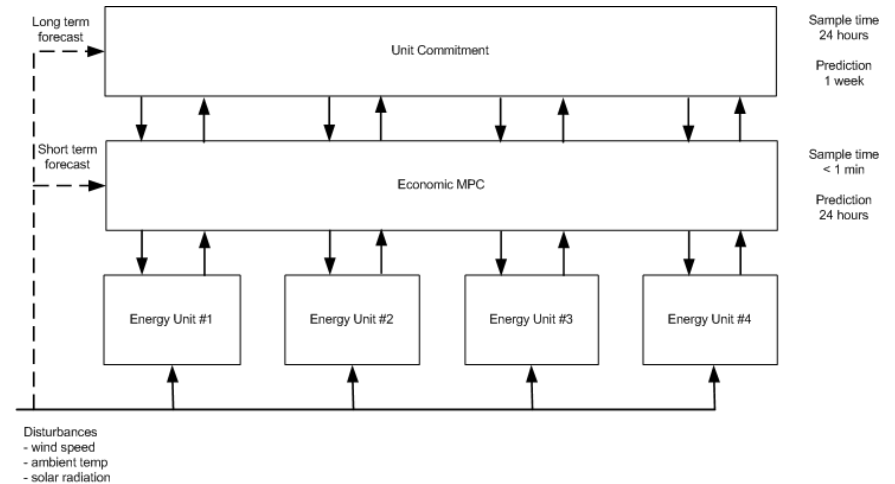 Long term
forecast
Unit Commitment
Sample time
24 hours
Prediction
1 week
Short term
forecast
Economic MPC
Sample time
< 1 min
Prediction
24 hours
Energy Unit #1
Energy Unit #2
Energy Unit #3
Energy Unit #4
Disturbances
- wind speed
- ambient temp
- solar radiation